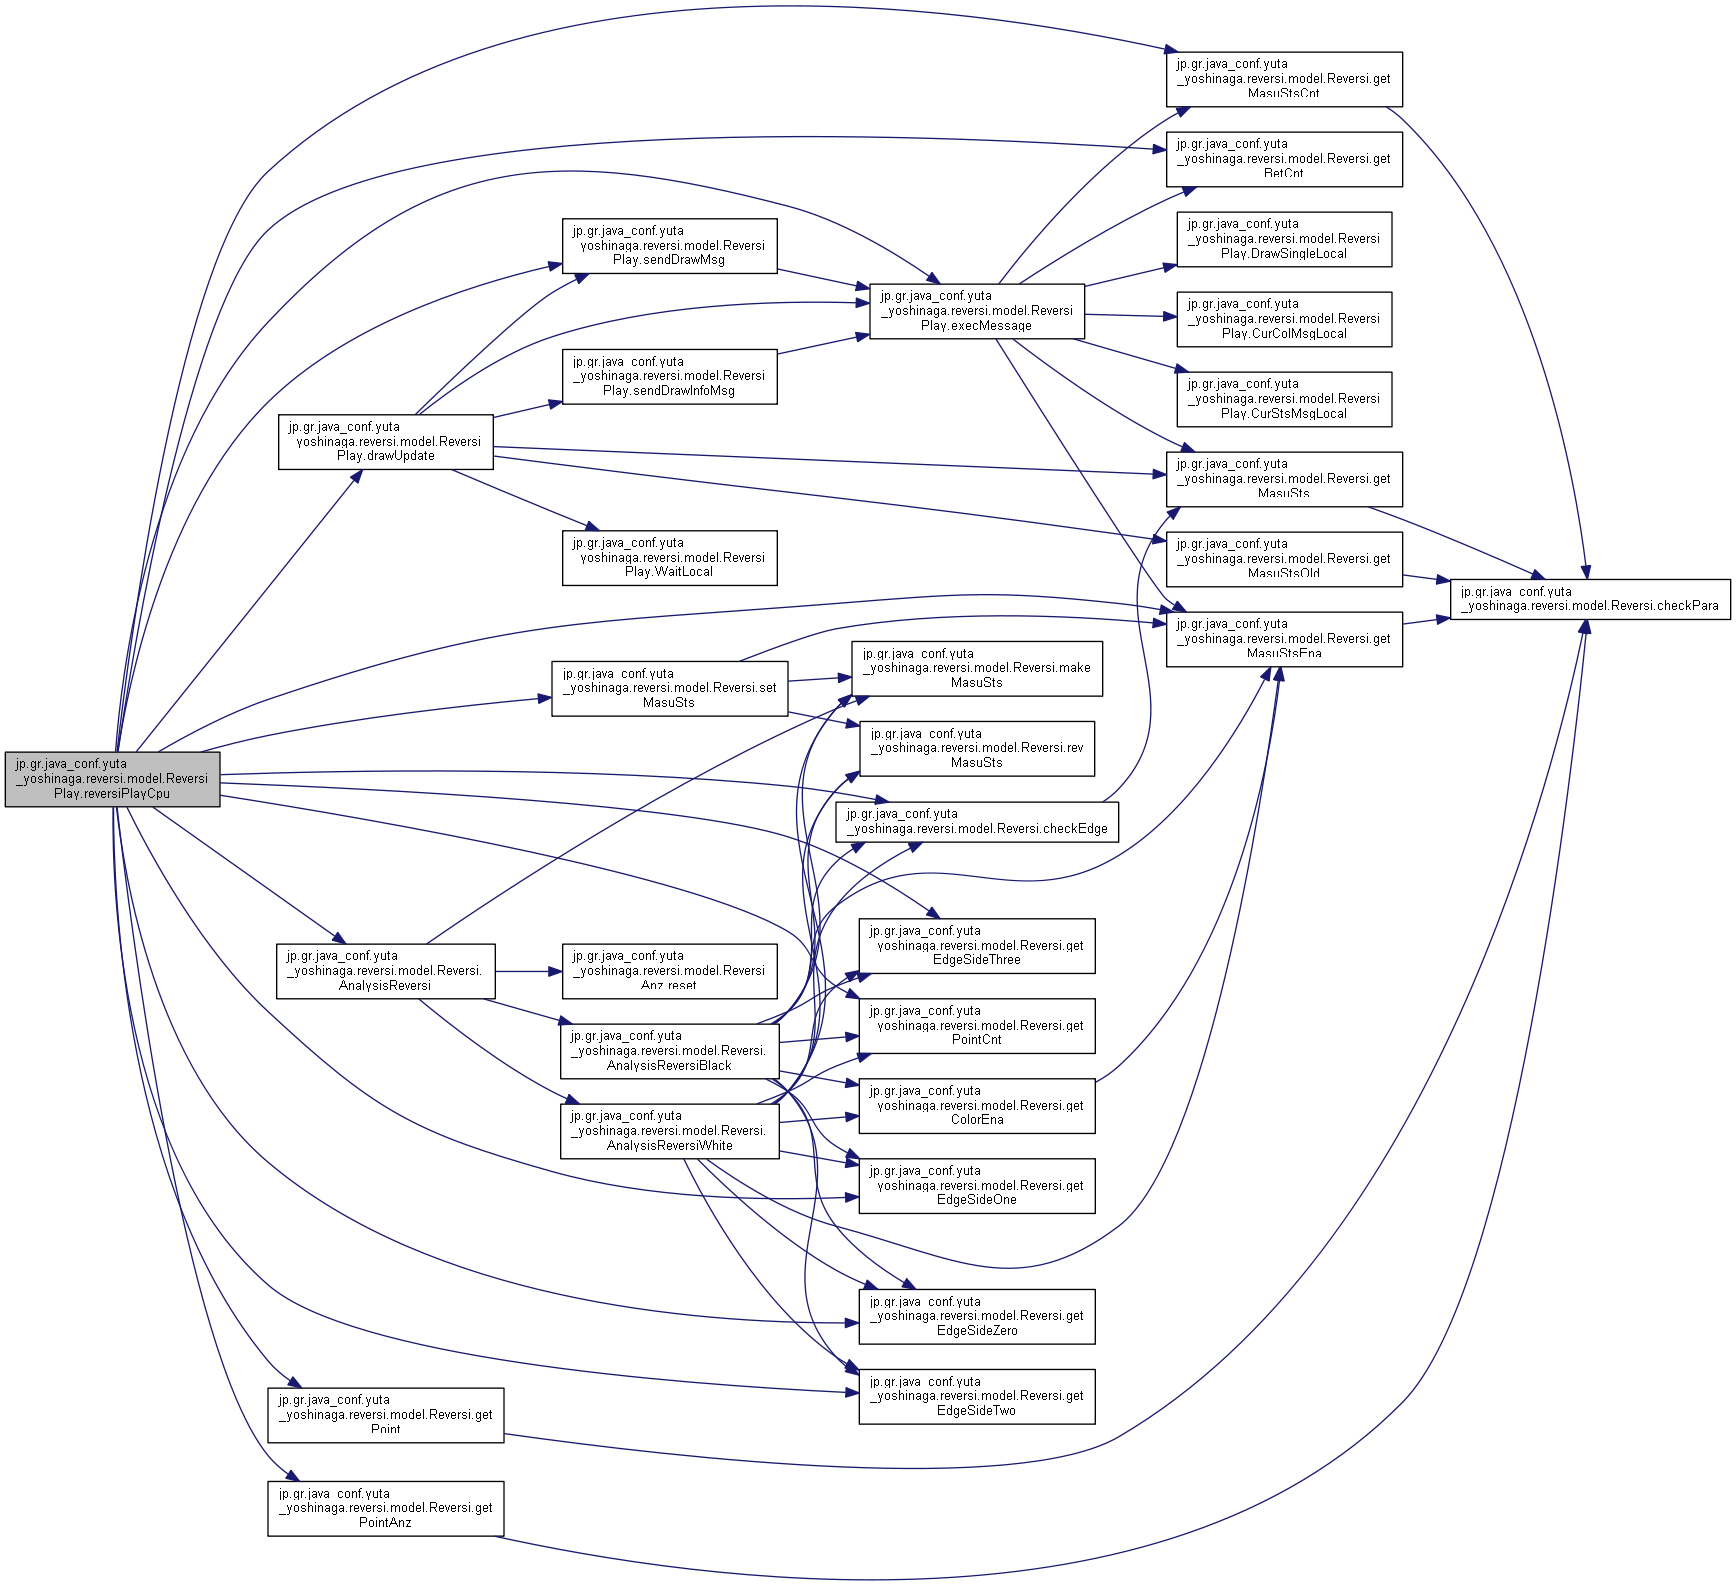 jp.gr.java_conf.yuta
_yoshinaga.reversi.model.Reversi
Play.reversiPlayCpu
jp.gr.java_conf.yuta
_yoshinaga.reversi.model.Reversi.get
MasuStsCnt
jp.gr.java_conf.yuta
_yoshinaga.reversi.model.Reversi.get
BetCnt
jp.gr.java_conf.yuta
_yoshinaga.reversi.model.Reversi
Play.DrawSingleLocal
jp.gr.java_conf.yuta
_yoshinaga.reversi.model.Reversi
Play.sendDrawMsg
jp.gr.java_conf.yuta
_yoshinaga.reversi.model.Reversi
Play.execMessage
jp.gr.java_conf.yuta
_yoshinaga.reversi.model.Reversi
Play.CurColMsgLocal
jp.gr.java_conf.yuta
_yoshinaga.reversi.model.Reversi
Play.sendDrawInfoMsg
jp.gr.java_conf.yuta
_yoshinaga.reversi.model.Reversi
Play.CurStsMsgLocal
jp.gr.java_conf.yuta
_yoshinaga.reversi.model.Reversi
Play.drawUpdate
jp.gr.java_conf.yuta
_yoshinaga.reversi.model.Reversi.get
MasuSts
jp.gr.java_conf.yuta
_yoshinaga.reversi.model.Reversi
Play.WaitLocal
jp.gr.java_conf.yuta
_yoshinaga.reversi.model.Reversi.get
MasuStsOld
jp.gr.java_conf.yuta
_yoshinaga.reversi.model.Reversi.checkPara
jp.gr.java_conf.yuta
_yoshinaga.reversi.model.Reversi.get
MasuStsEna
jp.gr.java_conf.yuta
_yoshinaga.reversi.model.Reversi.make
MasuSts
jp.gr.java_conf.yuta
_yoshinaga.reversi.model.Reversi.set
MasuSts
jp.gr.java_conf.yuta
_yoshinaga.reversi.model.Reversi.rev
MasuSts
jp.gr.java_conf.yuta
_yoshinaga.reversi.model.Reversi.checkEdge
jp.gr.java_conf.yuta
_yoshinaga.reversi.model.Reversi.get
EdgeSideThree
jp.gr.java_conf.yuta
_yoshinaga.reversi.model.Reversi.
AnalysisReversi
jp.gr.java_conf.yuta
_yoshinaga.reversi.model.Reversi
Anz.reset
jp.gr.java_conf.yuta
_yoshinaga.reversi.model.Reversi.get
PointCnt
jp.gr.java_conf.yuta
_yoshinaga.reversi.model.Reversi.
AnalysisReversiBlack
jp.gr.java_conf.yuta
_yoshinaga.reversi.model.Reversi.get
ColorEna
jp.gr.java_conf.yuta
_yoshinaga.reversi.model.Reversi.
AnalysisReversiWhite
jp.gr.java_conf.yuta
_yoshinaga.reversi.model.Reversi.get
EdgeSideOne
jp.gr.java_conf.yuta
_yoshinaga.reversi.model.Reversi.get
EdgeSideZero
jp.gr.java_conf.yuta
_yoshinaga.reversi.model.Reversi.get
EdgeSideTwo
jp.gr.java_conf.yuta
_yoshinaga.reversi.model.Reversi.get
Point
jp.gr.java_conf.yuta
_yoshinaga.reversi.model.Reversi.get
PointAnz